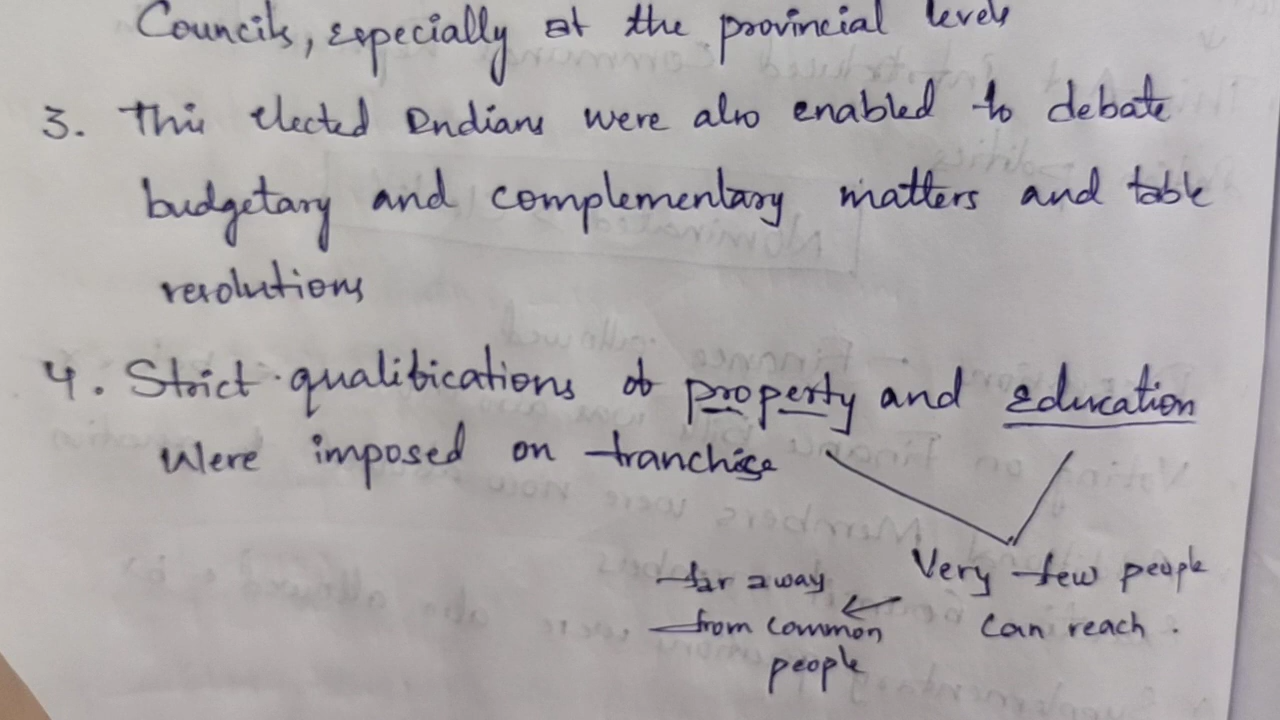 Councils, especially at the provincial levels
3. This elected Indians were also enabled to debate
budgetary and complementary matters and table
resolutions
4. Strict qualifications of property and education
were imposed on franchise
Very few people
can reach.
far away
from common
people